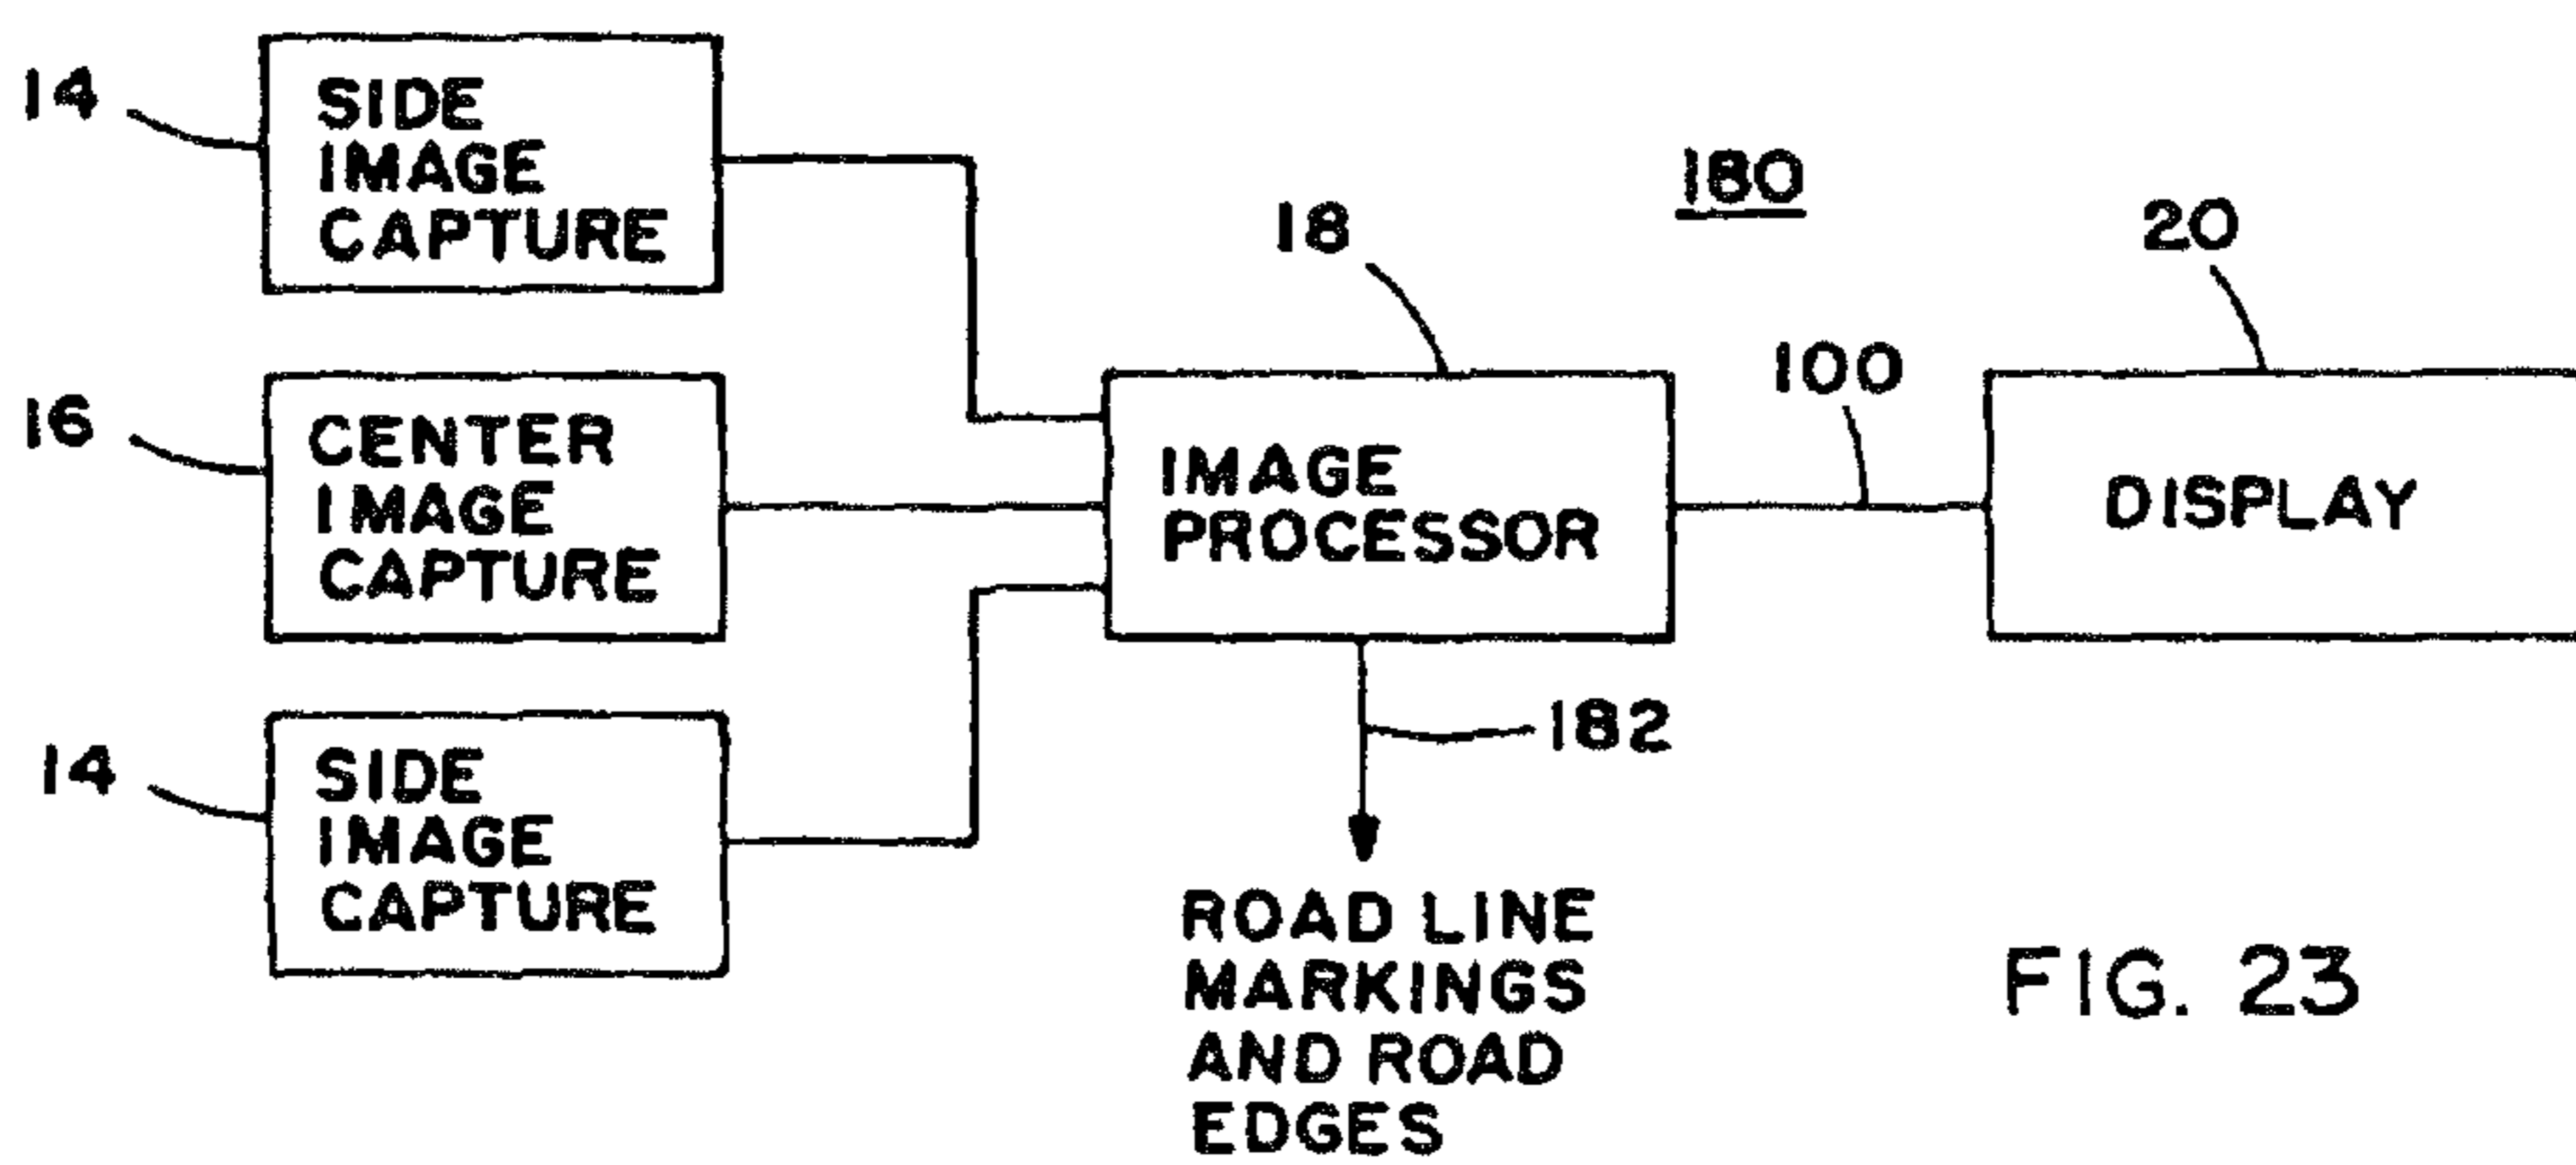 14
SIDE
IMAGE
CAPTURE
16
CENTER
IMAGE
CAPTURE
14
SIDE
IMAGE
CAPTURE
18
IMAGE
PROCESSOR
180
100
20
DISPLAY
182
ROAD LINE
MARKINGS
AND ROAD
EDGES
FIG. 23